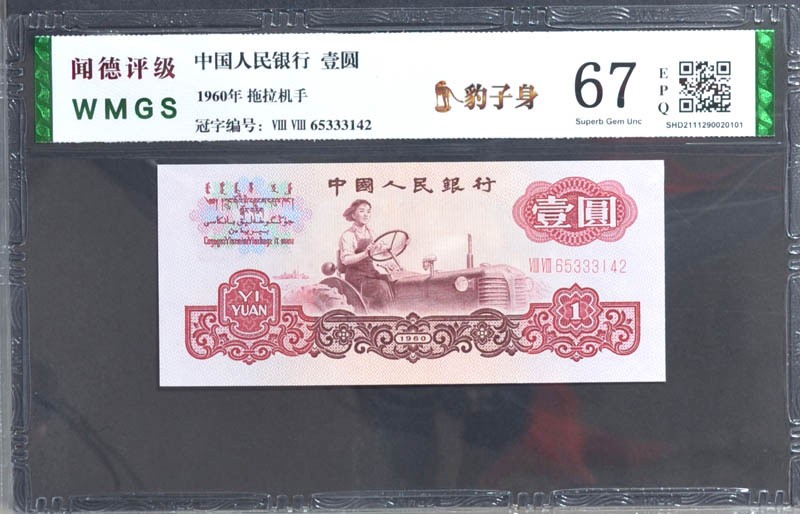 闻德评级
WMGS
中国人民银行 壹圆
1960年 拖拉机手
冠字编号: Ⅷ Ⅷ 65333142
豹子身
67
Superb Gem Unc
EPQ
SHD2111290020101
中國人民銀行
壹圓
ⅧⅦ 65333142
YI
YUAN
1960
1